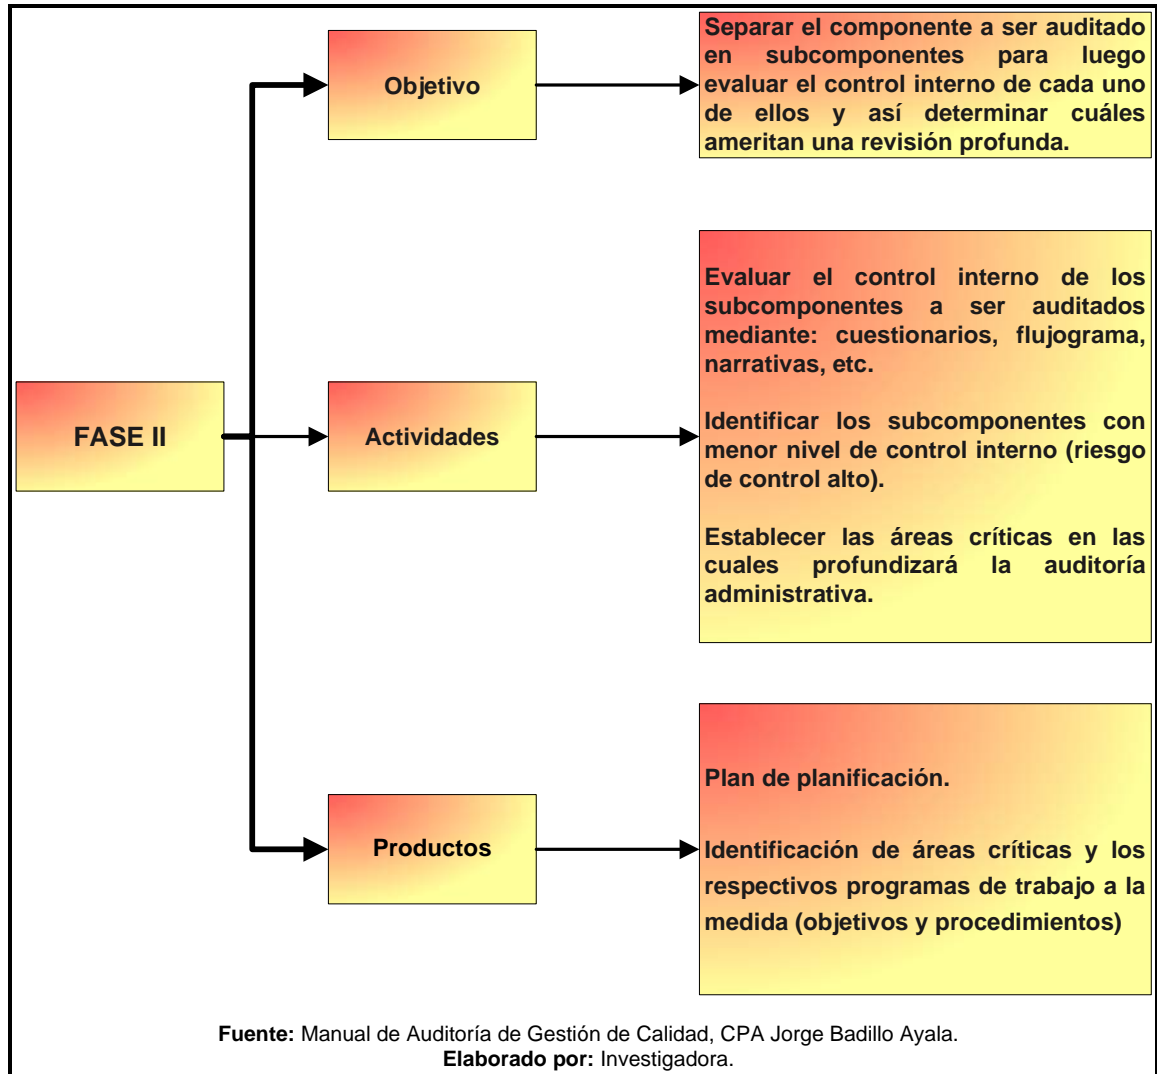 Objetivo
Separar el componente a ser auditado
en subcomponentes para luego
evaluar el control interno de cada uno
de ellos y así determinar cuáles
ameritan una revisión profunda.
FASE II
Actividades
Evaluar el control interno de los
subcomponentes a ser auditados
mediante: cuestionarios, flujograma,
narrativas, etc.
Identificar los subcomponentes con
menor nivel de control interno (riesgo
de control alto).
Establecer las áreas críticas en las
cuales profundizará la auditoría
administrativa.
Productos
Plan de planificación.
Identificación de áreas críticas y los
respectivos programas de trabajo a la
medida (objetivos y procedimientos)
Fuente: Manual de Auditoría de Gestión de Calidad, CPA Jorge Badillo Ayala.
Elaborado por: Investigadora.